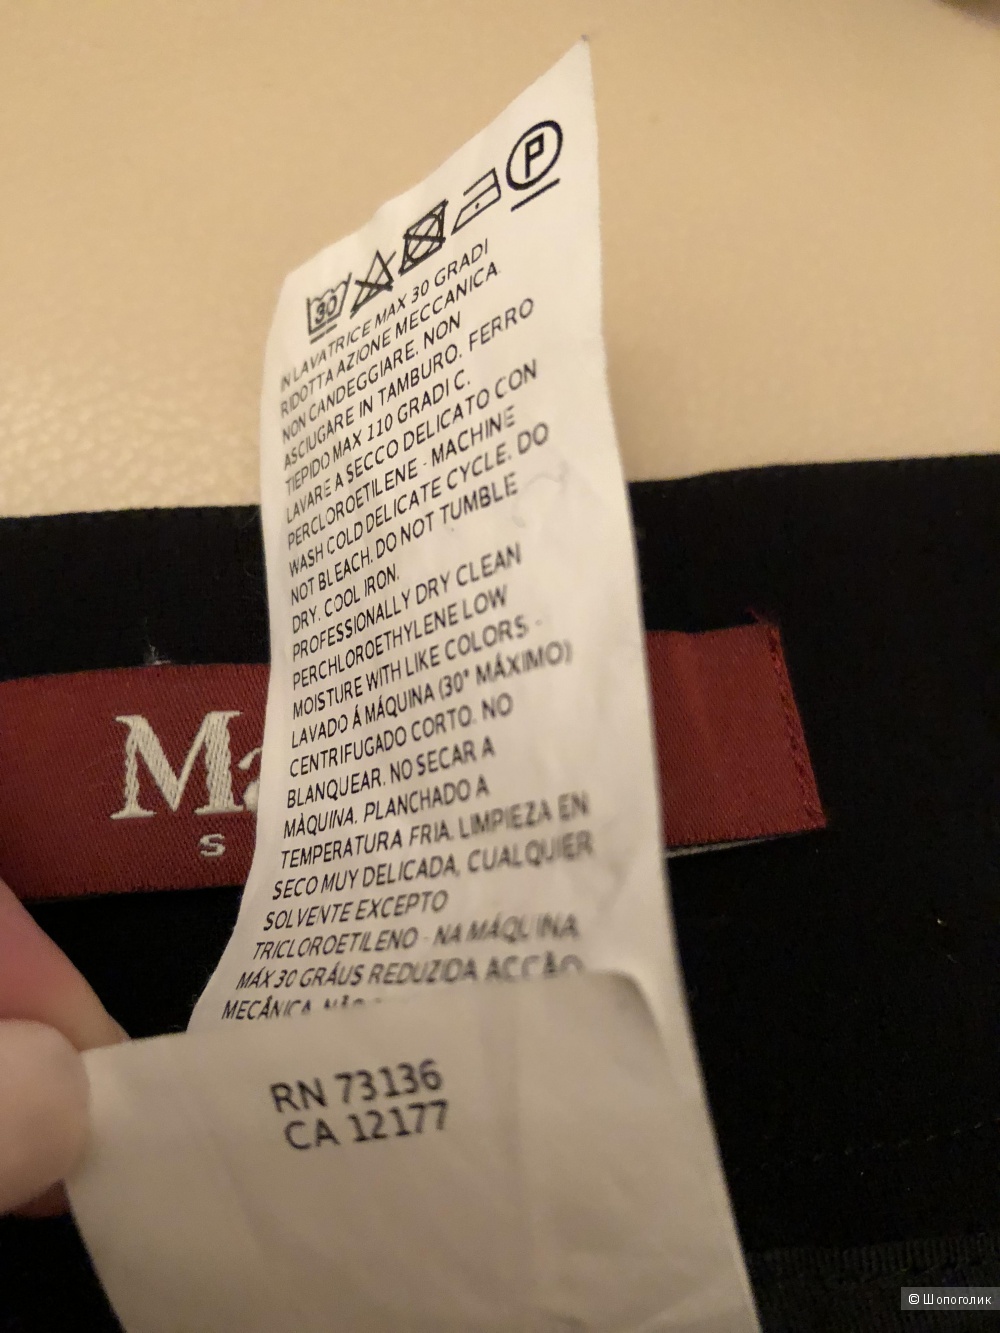 P
30
IN LAVATRICE MAX 30 GRADI
RIDOTTA AZIONE MECCANICA.
NON CANDEGGIARE. NON
ASCIUGARE IN TAMBURO. FERRO
TIEPIDO MAX 110 GRADI C.
LAVARE A SECCO DELICATO CON
PERCLOROETILENE - MACHINE
WASH COLD DELICATE CYCLE. DO
NOT BLEACH. DO NOT TUMBLE
DRY. COOL IRON.
PROFESSIONALLY DRY CLEAN
PERCHLOROETHYLENE LOW
MOISTURE WITH LIKE COLORS -
LAVADO Á MÁQUINA (30° MÁXIMO)
CENTRIFUGADO CORTO. NO
BLANQUEAR. NO SECAR A
MÀQUINA. PLANCHADO A
TEMPERATURA FRIA. LIMPIEZA EN
SECO MUY DELICADA, CUALQUIER
SOLVENTE EXCEPTO
TRICLOROETILENO - NA MÁQUINA
MÁX 30 GRÁUS REDUZIDA ACCÃO
MECÂNICA. NÃO
Ma
S
RN 73136
CA 12177
© Шопоголик